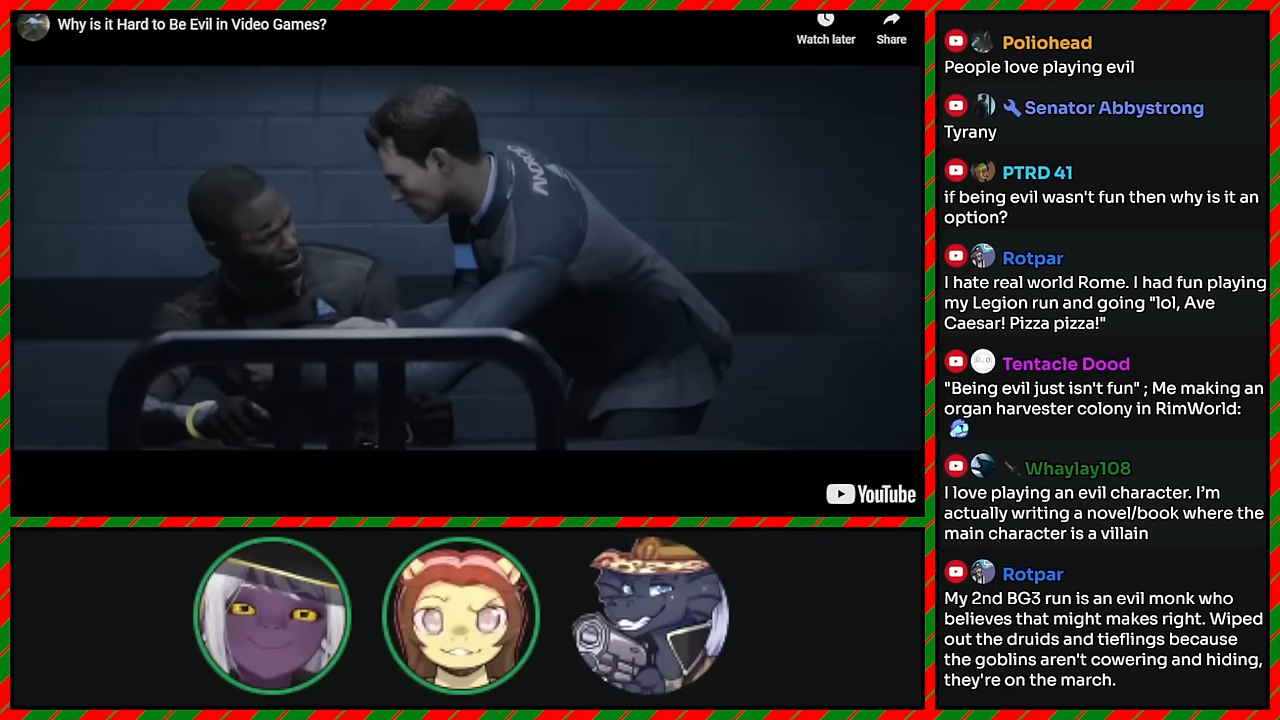 Why is it Hard to Be Evil in Video Games?
Watch later
Share
YouTube
Poliohead
People love playing evil
Senator Abbystrong
Tyrany
PTRD 41
if being evil wasn't fun then why is it an
option?
Rotpar
I hate real world Rome. I had fun playing
my Legion run and going "lol, Ave
Caesar! Pizza pizza!"
Tentacle Dood
"Being evil just isn't fun" ; Me making an
organ harvester colony in RimWorld:
Whaylay108
I love playing an evil character. I’m
actually writing a novel/book where the
main character is a villain
Rotpar
My 2nd BG3 run is an evil monk who
believes that might makes right. Wiped
out the druids and tieflings because
the goblins aren't cowering and hiding,
they're on the march.